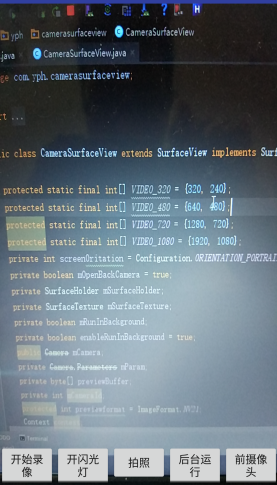 yph camerasurfaceview CameraSurfaceView
.java CameraSurfaceView.java
ge com.yph.camerasurfaceview;
rt ...
ic class CameraSurfaceView extends SurfaceView implements Surf
protected static final int[] VIDEO_320 = {320, 240};
protected static final int[] VIDEO_480 = {640, 480};
protected static final int[] VIDEO_720 = {1280, 720};
protected static final int[] VIDEO_1080 = {1920, 1080};
private int screenOritation = Configuration.ORIENTATION_PORTRAI
private boolean mOpenBackCamera = true;
private SurfaceHolder mSurfaceHolder;
private SurfaceTexture mSurfaceTexture;
private boolean mRunInBackground;
private boolean enableRunInBackground = true;
public Camera mCamera;
private Camera.Parameters mParam;
private byte[] previewBuffer;
private int mCameraId;
protected int previewformat = ImageFormat.NV21;
Context
Terminal
开始录像
开闪光灯
拍照
后台运行
前摄像头